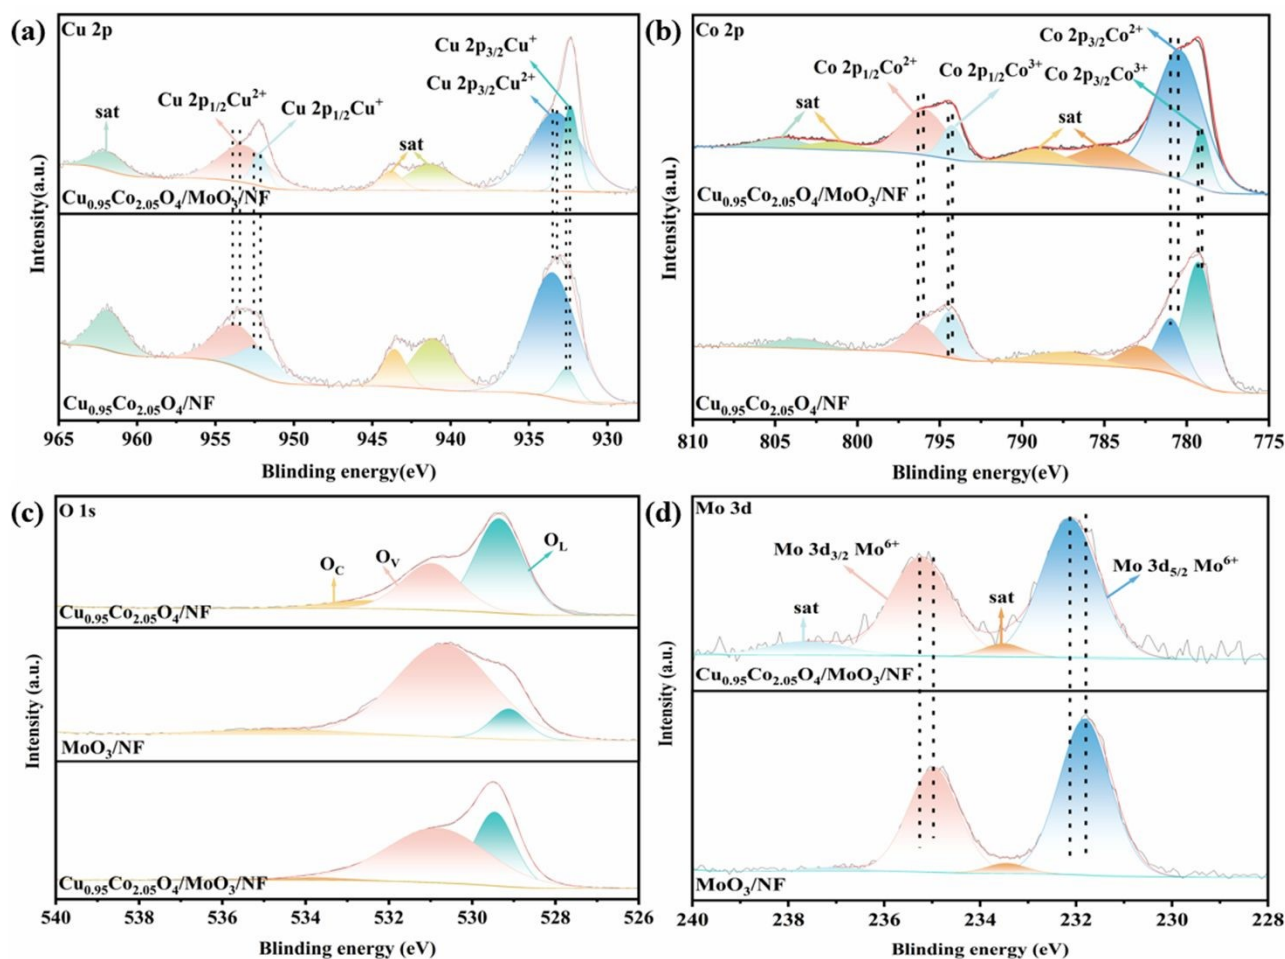 (a)
Cu 2p
Cu 2p3/2Cu+
Cu 2p3/2Cu2+
Cu 2p1/2Cu2+
Cu 2p1/2Cu+
sat
sat
Cu0.95Co2.05O4/MoO3/NF
Cu0.95Co2.05O4/NF
Intensity(a.u.)
965 960 955 950 945 940 935 930
Blinding energy(eV)
(b)
Co 2p
Co 2p3/2Co2+
Co 2p1/2Co2+
Co 2p1/2Co3+
Co 2p3/2Co3+
sat
sat
Cu0.95Co2.05O4/MoO3/NF
Cu0.95Co2.05O4/NF
Intensity(a.u.)
810 805 800 795 790 785 780 775
Blinding energy(eV)
(c)
O 1s
OC
OV
OL
Cu0.95Co2.05O4/NF
MoO3/NF
Cu0.95Co2.05O4/MoO3/NF
Intensity (a.u.)
540 538 536 534 532 530 528 526
Blinding energy (eV)
(d)
Mo 3d
Mo 3d3/2 Mo6+
Mo 3d5/2 Mo6+
sat
sat
Cu0.95Co2.05O4/MoO3/NF
MoO3/NF
Intensity (a.u.)
240 238 236 234 232 230 228
Blinding energy (eV)